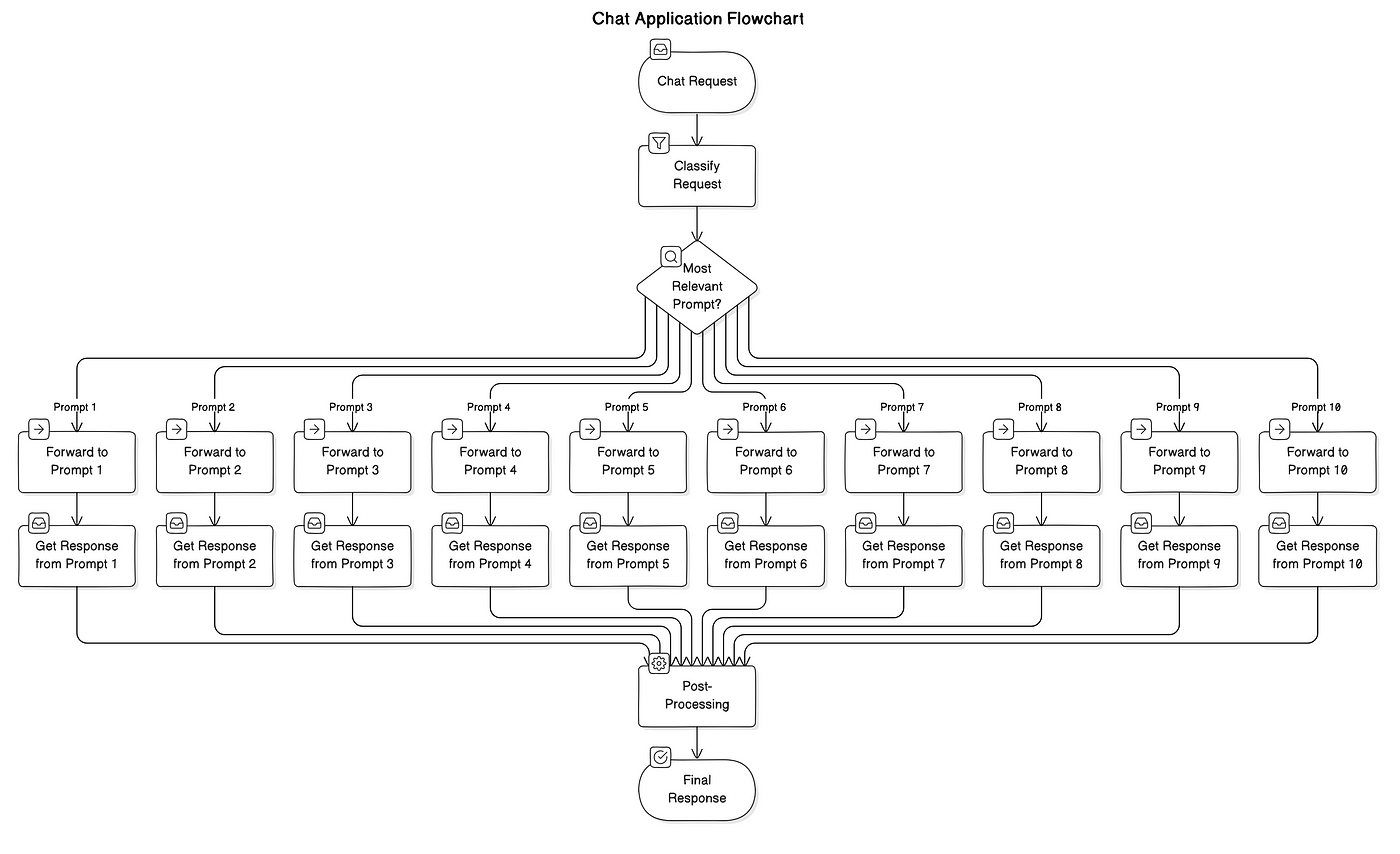 Chat Application Flowchart
Chat Request
Classify
Request
Most
Relevant
Prompt?
Prompt 1
Prompt 2
Prompt 3
Prompt 4
Prompt 5
Prompt 6
Prompt 7
Prompt 8
Prompt 9
Prompt 10
Forward to
Prompt 1
Forward to
Prompt 2
Forward to
Prompt 3
Forward to
Prompt 4
Forward to
Prompt 5
Forward to
Prompt 6
Forward to
Prompt 7
Forward to
Prompt 8
Forward to
Prompt 9
Forward to
Prompt 10
Get Response
from Prompt 1
Get Response
from Prompt 2
Get Response
from Prompt 3
Get Response
from Prompt 4
Get Response
from Prompt 5
Get Response
from Prompt 6
Get Response
from Prompt 7
Get Response
from Prompt 8
Get Response
from Prompt 9
Get Response
from Prompt 10
Post-
Processing
Final
Response